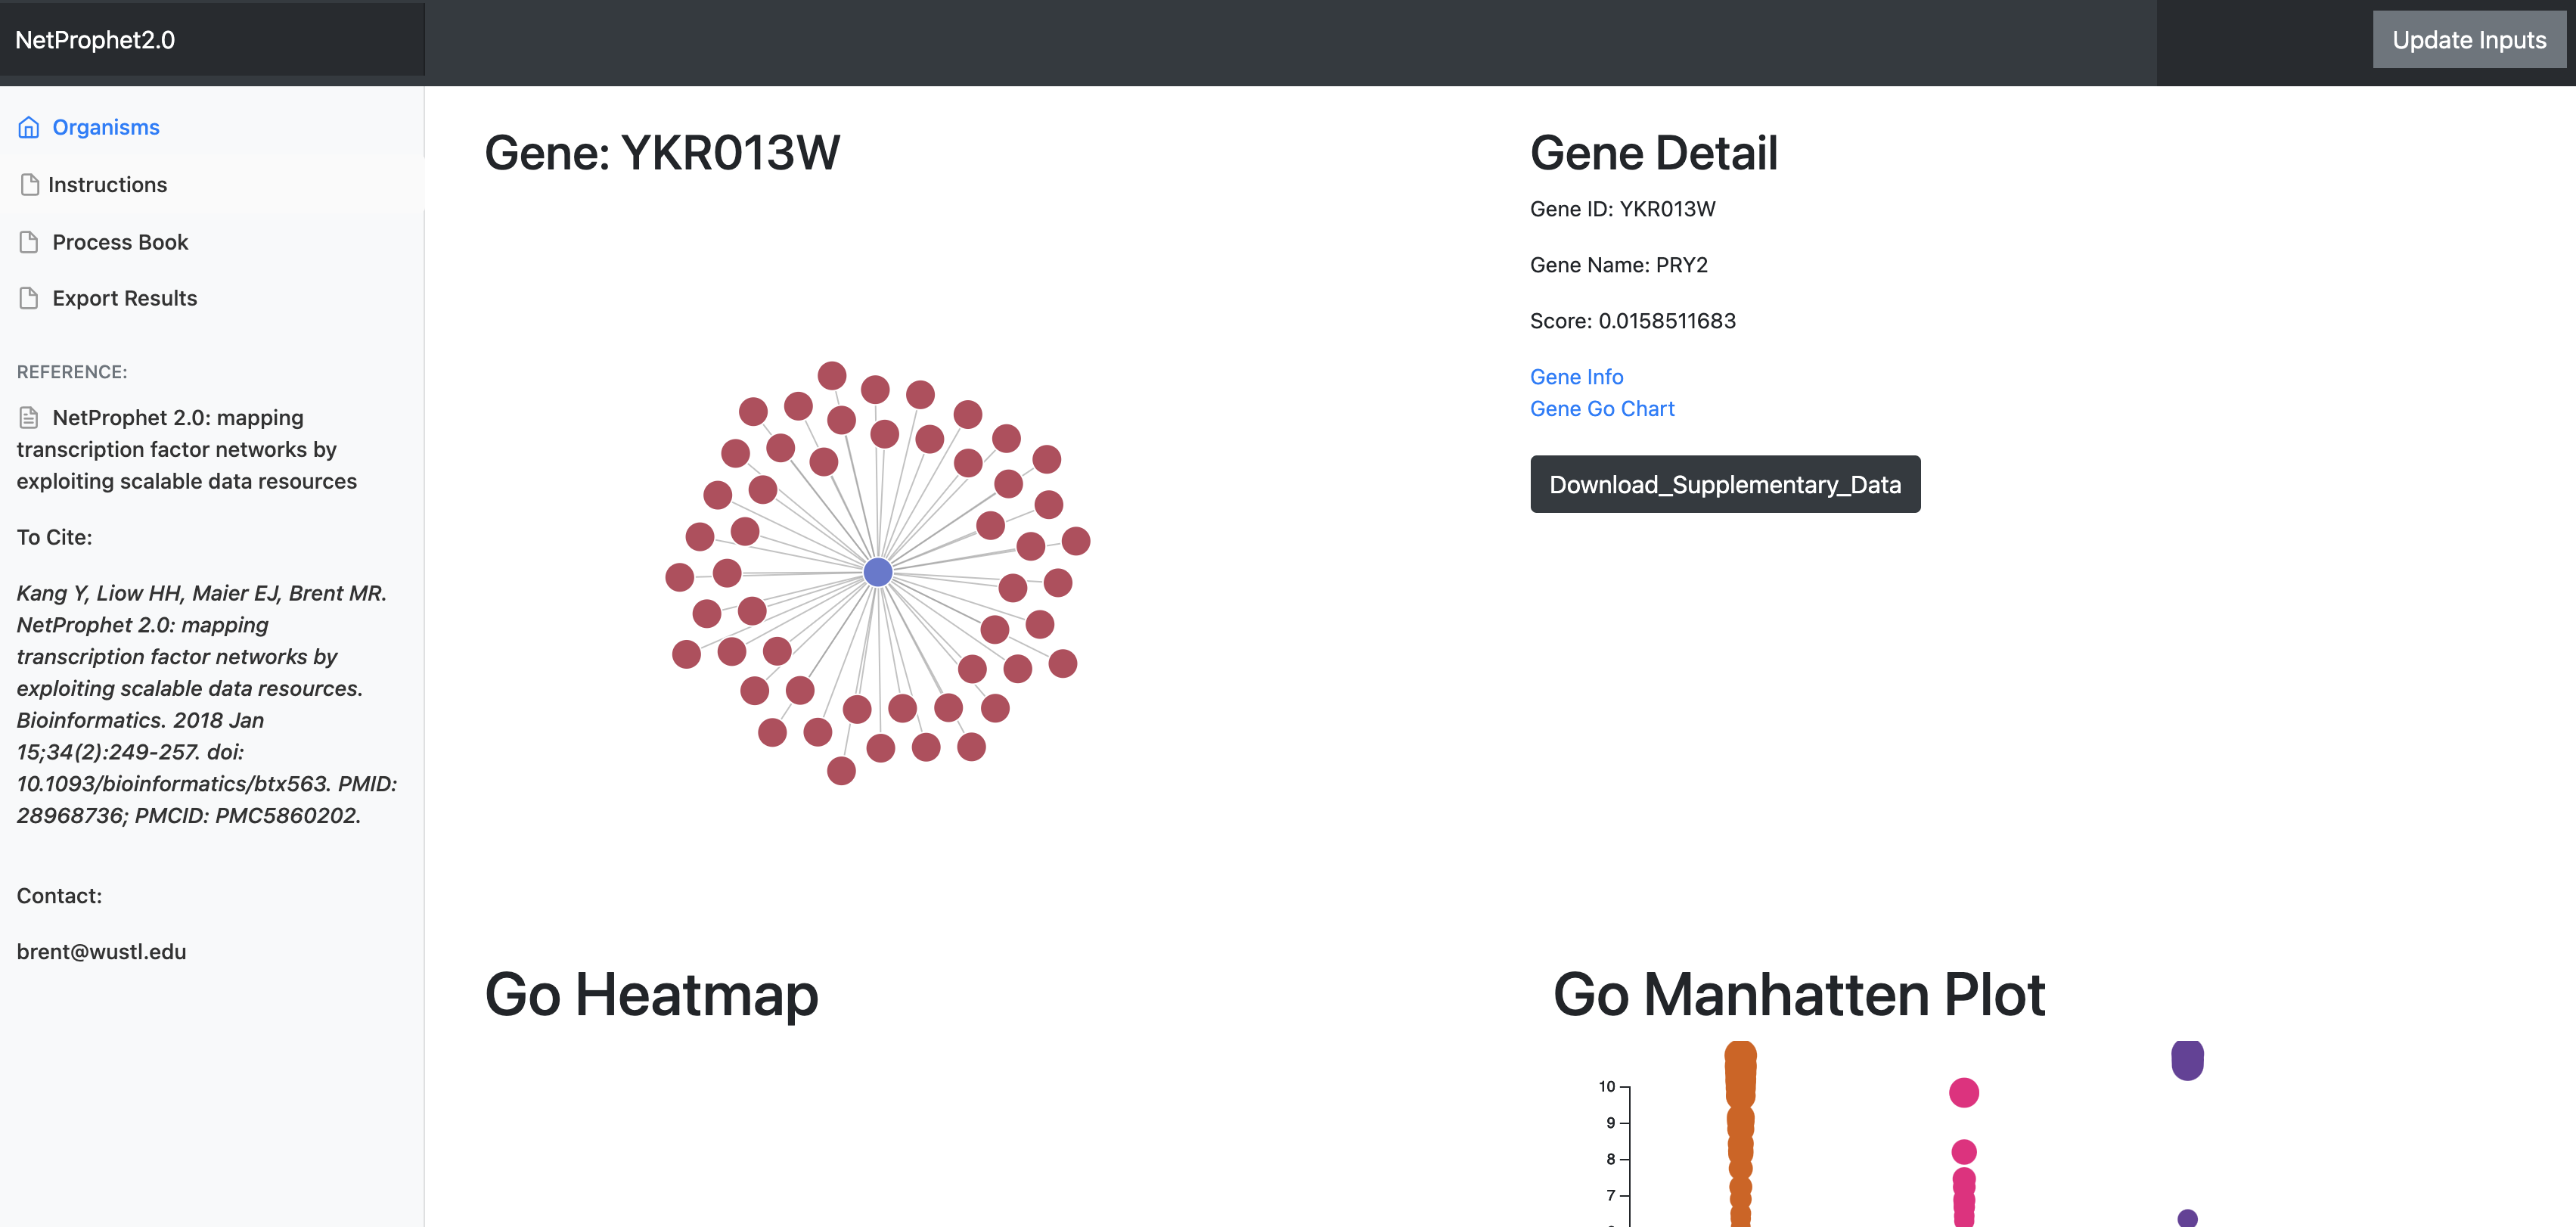 NetProphet2.0
Update Inputs
Organisms
Instructions
Process Book
Export Results
REFERENCE:
NetProphet 2.0: mapping
transcription factor networks by
exploiting scalable data resources
To Cite:
Kang Y, Liow HH, Maier EJ, Brent MR.
NetProphet 2.0: mapping
transcription factor networks by
exploiting scalable data resources.
Bioinformatics. 2018 Jan
15;34(2):249-257. doi:
10.1093/bioinformatics/btx563. PMID:
28968736; PMCID: PMC5860202.
Contact:
brent@wustl.edu
Gene: YKR013W
Gene Detail
Gene ID: YKR013W
Gene Name: PRY2
Score: 0.0158511683
Gene Info
Gene Go Chart
Download_Supplementary_Data
Go Heatmap
Go Manhatten Plot
10
9
8
7